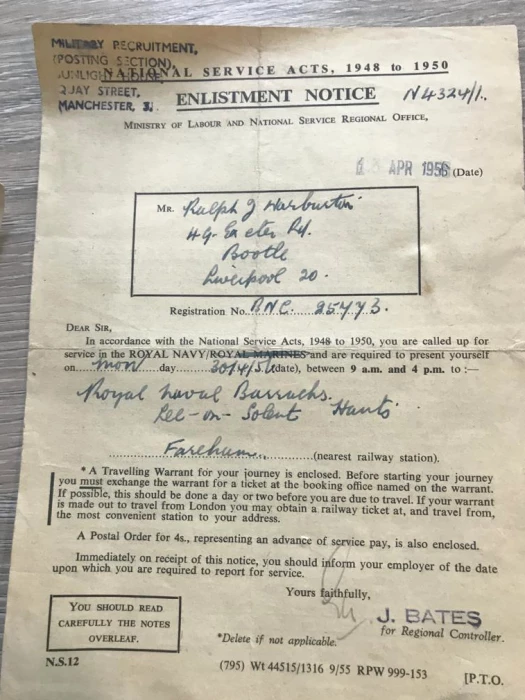 MILITARY RECRUITMENT,
(POSTING SECTION),
NATIONAL SERVICE ACTS, 1948 to 1950
2 JAY STREET,
MANCHESTER, 3.
ENLISTMENT NOTICE N4324/1.
MINISTRY OF LABOUR AND NATIONAL SERVICE REGIONAL OFFICE,
APR 1956 (Date)
MR. Ralph J Warburton
49. Exeter Rd.
Bootle
Liverpool 20.
Registration No. BNC. 25473.
DEAR SIR,
In accordance with the National Service Acts, 1948 to 1950, you are called up for
service in the ROYAL NAVY/ROYAL MARINES and are required to present yourself
on mon day 30/4/56 (date), between 9 a.m. and 4 p.m. to :—
Royal Naval Barracks.
Lee-on-Solent Hants
Fareham (nearest railway station).
* A Travelling Warrant for your journey is enclosed. Before starting your journey
you must exchange the warrant for a ticket at the booking office named on the warrant.
If possible, this should be done a day or two before you are due to travel. If your warrant
is made out to travel from London you may obtain a railway ticket at, and travel from,
the most convenient station to your address.
A Postal Order for 4s., representing an advance of service pay, is also enclosed.
Immediately on receipt of this notice, you should inform your employer of the date
upon which you are required to report for service.
Yours faithfully,
J. BATES
for Regional Controller.
YOU SHOULD READ
CAREFULLY THE NOTES
OVERLEAF.
*Delete if not applicable.
N.S.12
(795) Wt 44515/1316 9/55 RPW 999-153
[P.T.O.